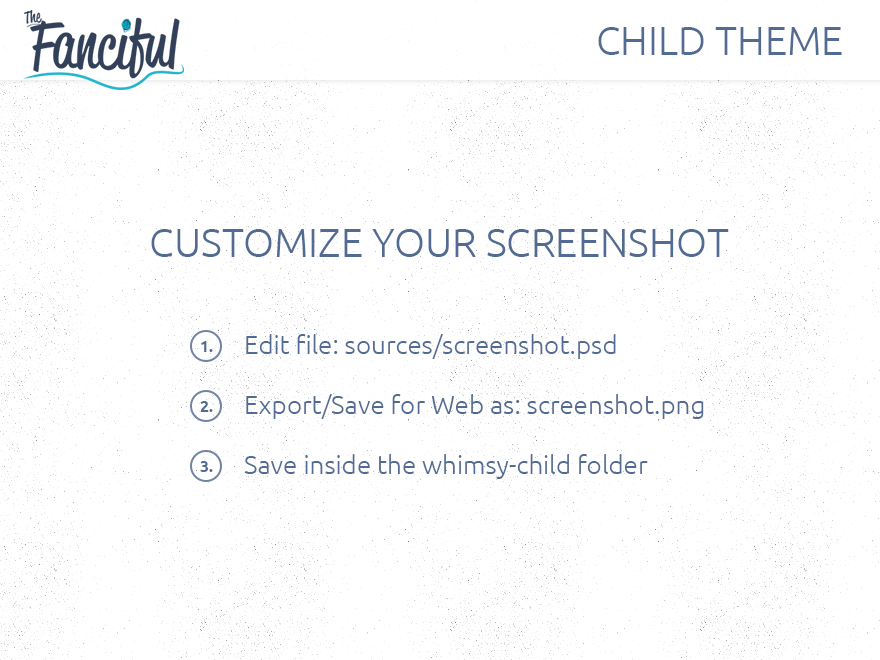 The
Fanciful
CHILD THEME
CUSTOMIZE YOUR SCREENSHOT
1. Edit file: sources/screenshot.psd
2. Export/Save for Web as: screenshot.png
3. Save inside the whimsy-child folder